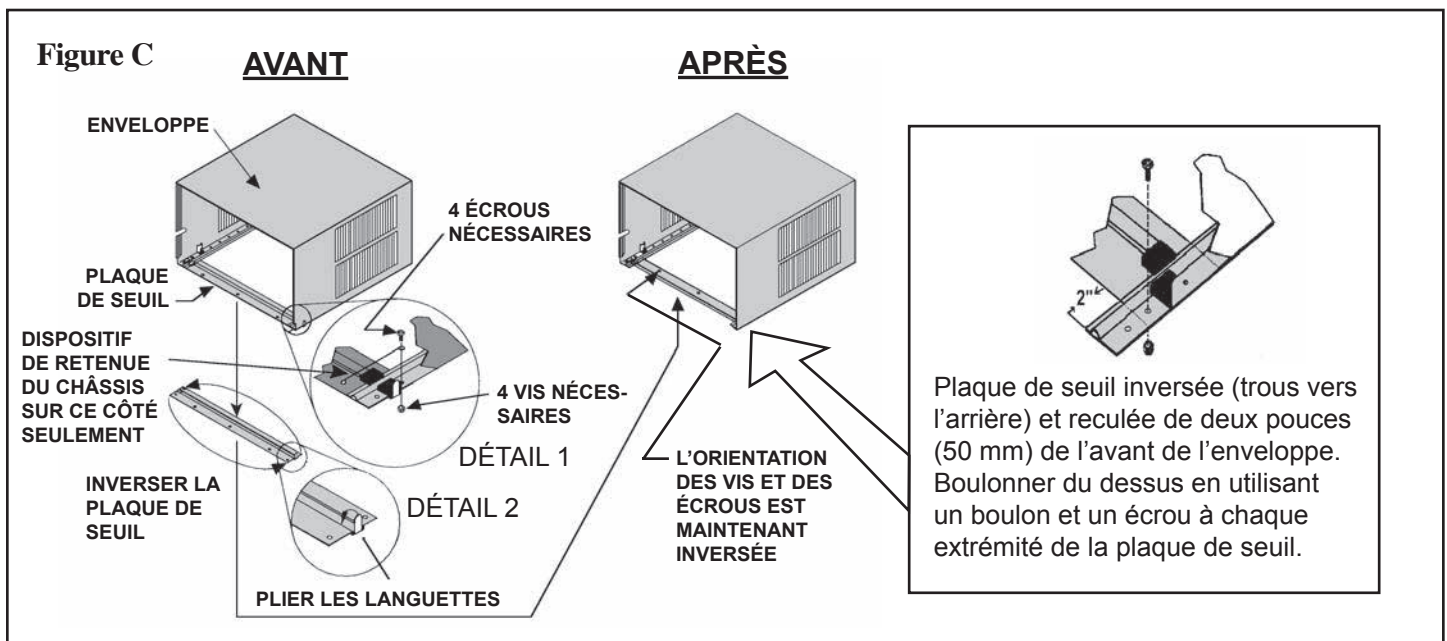 Figure C
AVANT
APRÈS
ENVELOPPE
4 ÉCROUS
NÉCESSAIRES
PLAQUE
DE SEUIL
DISPOSITIF
DE RETENUE
DU CHÂSSIS
SUR CE CÔTÉ
SEULEMENT
4 VIS NÉCES-
SAIRES
DÉTAIL 1
INVERSER LA
PLAQUE DE
SEUIL
DÉTAIL 2
PLIER LES LANGUETTES
L’ORIENTATION
DES VIS ET DES
ÉCROUS EST
MAINTENANT
INVERSÉE
2"
Plaque de seuil inversée (trous vers
l’arrière) et reculée de deux pouces
(50 mm) de l’avant de l’enveloppe.
Boulonner du dessus en utilisant
un boulon et un écrou à chaque
extrémité de la plaque de seuil.